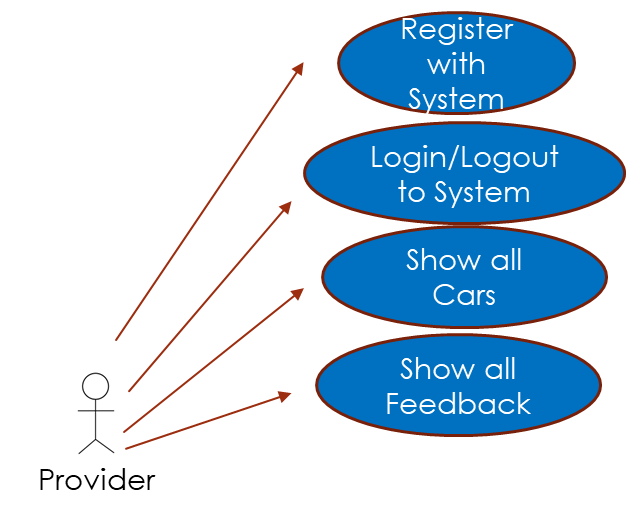 Register
with
System
Login/Logout
to System
Show all
Cars
Show all
Feedback
Provider